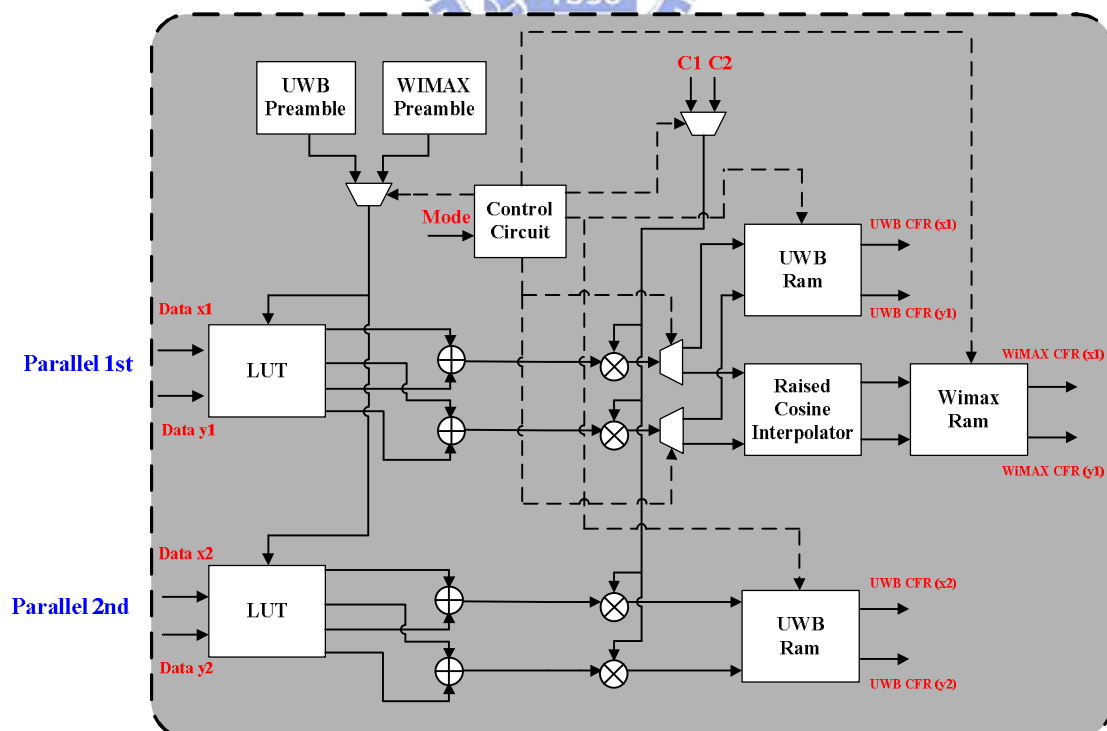 C1 C2
UWB
Preamble
WIMAX
Preamble
Mode
Control
Circuit
UWB
Ram
UWB CFR (x1)
UWB CFR (y1)
Parallel 1st
Data x1
Data y1
LUT
Raised
Cosine
Interpolator
Wimax
Ram
WiMAX CFR (x1)
WiMAX CFR (y1)
Parallel 2nd
Data x2
Data y2
LUT
UWB
Ram
UWB CFR (x2)
UWB CFR (y2)